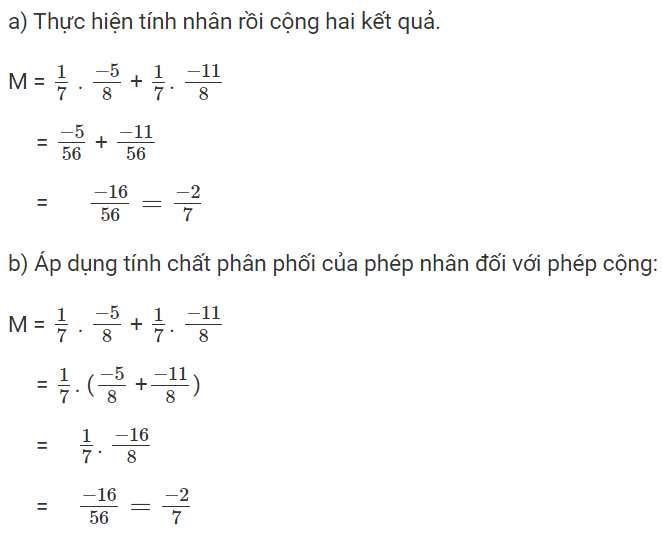 a) Thực hiện tính nhân rồi cộng hai kết quả.
M = 1/7 . -5/8 + 1/7 . -11/8
= -5/56 + -11/56
= -16/56 = -2/7
b) Áp dụng tính chất phân phối của phép nhân đối với phép cộng:
M = 1/7 . -5/8 + 1/7 . -11/8
= 1/7 . (-5/8 + -11/8)
= 1/7 . -16/8
= -16/56 = -2/7